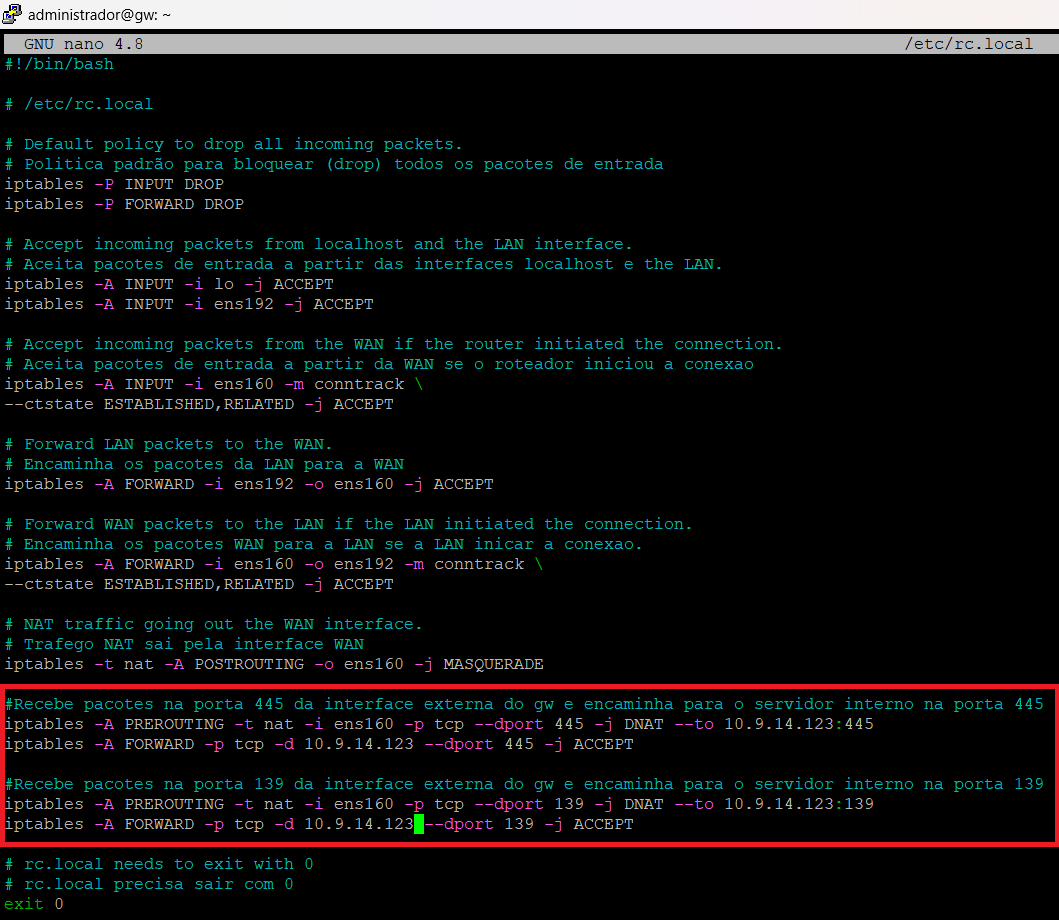 administrador@gw: ~
GNU nano 4.8 /etc/rc.local
#!/bin/bash
# /etc/rc.local
# Default policy to drop all incoming packets.
# Politica padrão para bloquear (drop) todos os pacotes de entrada
iptables -P INPUT DROP
iptables -P FORWARD DROP
# Accept incoming packets from localhost and the LAN interface.
# Aceita pacotes de entrada a partir das interfaces localhost e the LAN.
iptables -A INPUT -i lo -j ACCEPT
iptables -A INPUT -i ens192 -j ACCEPT
# Accept incoming packets from the WAN if the router initiated the connection.
# Aceita pacotes de entrada a partir da WAN se o roteador iniciou a conexao
iptables -A INPUT -i ens160 -m conntrack \
--ctstate ESTABLISHED,RELATED -j ACCEPT
# Forward LAN packets to the WAN.
# Encaminha os pacotes da LAN para a WAN
iptables -A FORWARD -i ens192 -o ens160 -j ACCEPT
# Forward WAN packets to the LAN if the LAN initiated the connection.
# Encaminha os pacotes WAN para a LAN se a LAN inicar a conexao.
iptables -A FORWARD -i ens160 -o ens192 -m conntrack \
--ctstate ESTABLISHED,RELATED -j ACCEPT
# NAT traffic going out the WAN interface.
# Trafego NAT sai pela interface WAN
iptables -t nat -A POSTROUTING -o ens160 -j MASQUERADE
#Recebe pacotes na porta 445 da interface externa do gw e encaminha para o servidor interno na porta 445
iptables -A PREROUTING -t nat -i ens160 -p tcp --dport 445 -j DNAT --to 10.9.14.123:445
iptables -A FORWARD -p tcp -d 10.9.14.123 --dport 445 -j ACCEPT
#Recebe pacotes na porta 139 da interface externa do gw e encaminha para o servidor interno na porta 139
iptables -A PREROUTING -t nat -i ens160 -p tcp --dport 139 -j DNAT --to 10.9.14.123:139
iptables -A FORWARD -p tcp -d 10.9.14.123 --dport 139 -j ACCEPT
# rc.local needs to exit with 0
# rc.local precisa sair com 0
exit 0